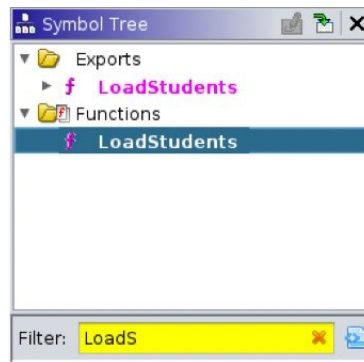 Symbol Tree
Exports
f LoadStudents
f Functions
f LoadStudents
Filter: LoadS